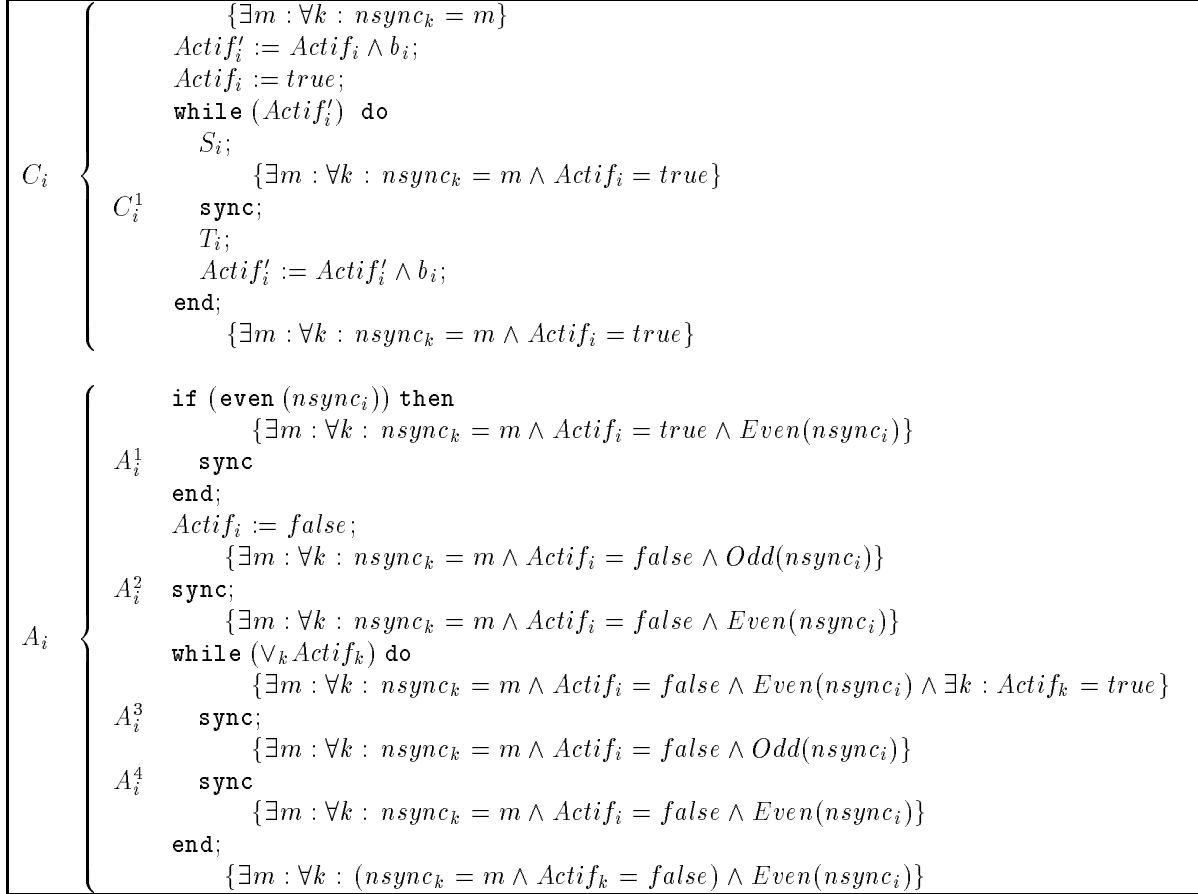 {∃m : ∀k : nsync_k = m}
Actif′_i := Actif_i ∧ b_i;
Actif_i := true;
while (Actif′_i) do
S_i;
{∃m : ∀k : nsync_k = m ∧ Actif_i = true}
C_i C_i^1 sync;
T_i;
Actif′_i := Actif′_i ∧ b_i;
end;
{∃m : ∀k : nsync_k = m ∧ Actif_i = true}
if (even (nsync_i)) then
{∃m : ∀k : nsync_k = m ∧ Actif_i = true ∧ Even(nsync_i)}
A_i^1 sync
end;
Actif_i := false;
{∃m : ∀k : nsync_k = m ∧ Actif_i = false ∧ Odd(nsync_i)}
A_i^2 sync;
{∃m : ∀k : nsync_k = m ∧ Actif_i = false ∧ Even(nsync_i)}
A_i while (∨_k Actif_k) do
{∃m : ∀k : nsync_k = m ∧ Actif_i = false ∧ Even(nsync_i) ∧ ∃k : Actif_k = true}
A_i^3 sync;
{∃m : ∀k : nsync_k = m ∧ Actif_i = false ∧ Odd(nsync_i)}
A_i^4 sync
{∃m : ∀k : nsync_k = m ∧ Actif_i = false ∧ Even(nsync_i)}
end;
{∃m : ∀k : (nsync_k = m ∧ Actif_k = false) ∧ Even(nsync_i)}